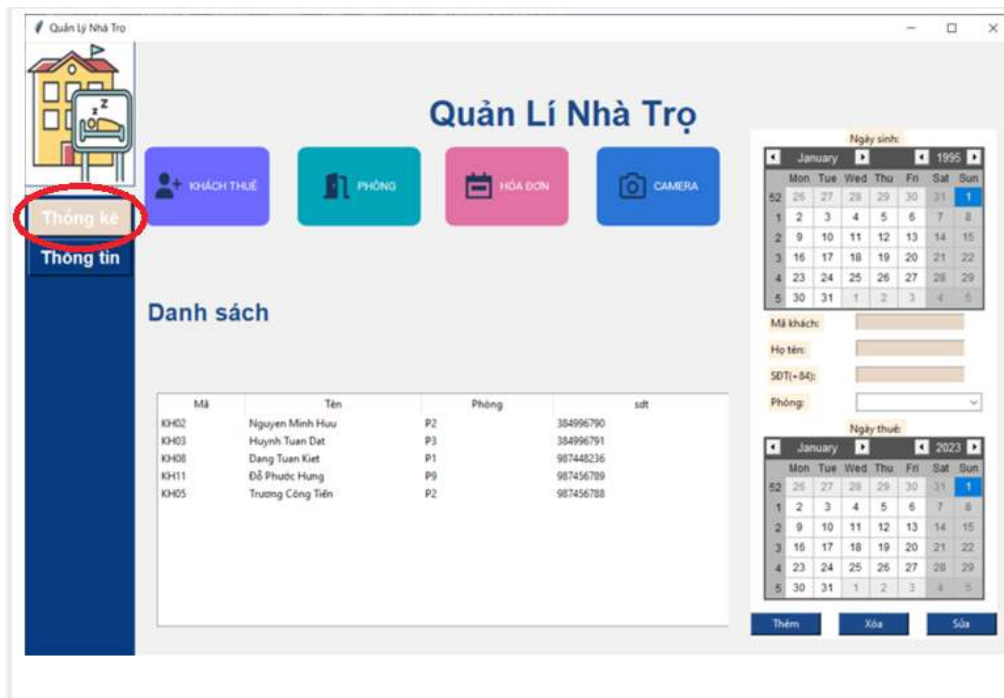 Quản Lý Nhà Trọ
z z
Thống kê
Thông tin
Quản Lí Nhà Trọ
KHÁCH THUÊ
PHÒNG
HÓA ĐƠN
CAMERA
Danh sách
Mã Tên Phòng sdt
KH02 Nguyen Minh Huu P2 384996790
KH03 Huynh Tuan Dat P3 384996791
KH08 Dang Tuan Kiet P1 987448236
KH11 Đỗ Phước Hưng P9 987456789
KH05 Trương Công Tiến P2 987456788
Ngày sinh:
January 1995
Mon Tue Wed Thu Fri Sat Sun
52 26 27 28 29 30 31 1
1 2 3 4 5 6 7 8
2 9 10 11 12 13 14 15
3 16 17 18 19 20 21 22
4 23 24 25 26 27 28 29
5 30 31 1 2 3 4 5
Mã khách:
Họ tên:
SĐT(+84):
Phòng:
Ngày thuê:
January 2023
Mon Tue Wed Thu Fri Sat Sun
52 26 27 28 29 30 31 1
1 2 3 4 5 6 7 8
2 9 10 11 12 13 14 15
3 16 17 18 19 20 21 22
4 23 24 25 26 27 28 29
5 30 31 1 2 3 4 5
Thêm Xóa Sửa